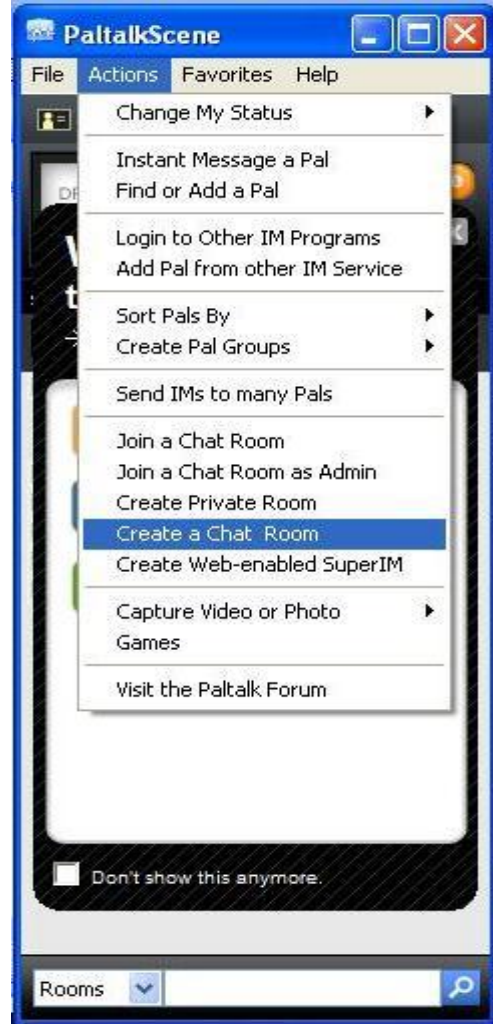 PaltalkScene
File Actions Favorites Help
Change My Status
Instant Message a Pal
Find or Add a Pal
Login to Other IM Programs
Add Pal from other IM Service
Sort Pals By
Create Pal Groups
Send IMs to many Pals
Join a Chat Room
Join a Chat Room as Admin
Create Private Room
Create a Chat Room
Create Web-enabled SuperIM
Capture Video or Photo
Games
Visit the Paltalk Forum
Don't show this anymore.
Rooms